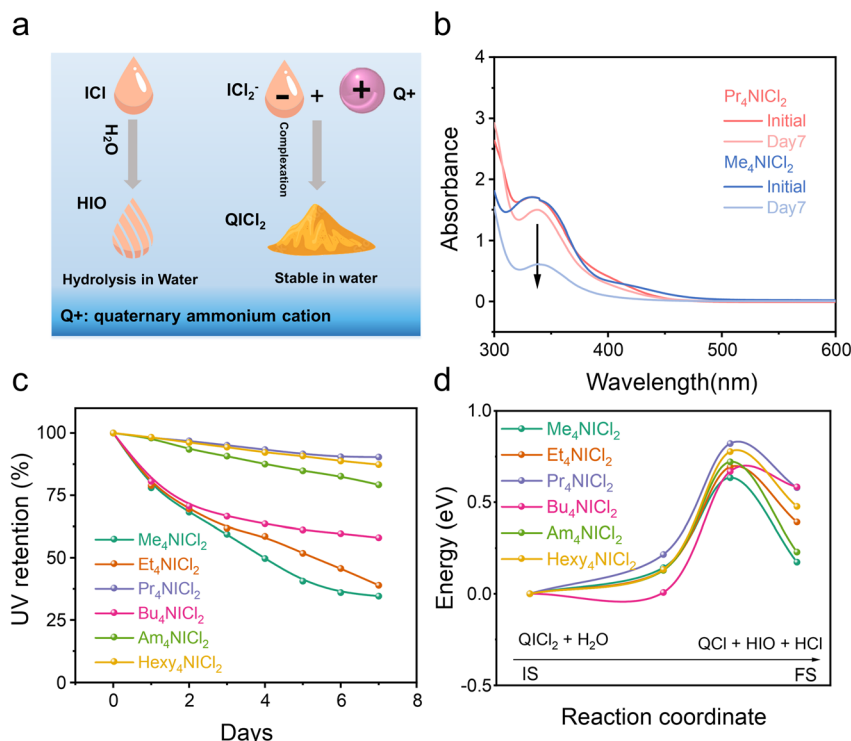 a
ICl
H₂O
HIO
Hydrolysis in Water
ICl₂⁻
-
+
+
Q+
Complexation
QICl₂
Stable in water
Q+: quaternary ammonium cation
b
Absorbance
4
3
2
1
0
Pr₄NICl₂
Initial
Day7
Me₄NICl₂
Initial
Day7
300
400
500
600
Wavelength(nm)
c
UV retention (%)
100
75
50
25
0
Me₄NICl₂
Et₄NICl₂
Pr₄NICl₂
Bu₄NICl₂
Am₄NICl₂
Hexy₄NICl₂
0
2
4
6
8
Days
d
Energy (eV)
1.0
0.5
0.0
-0.5
Me₄NICl₂
Et₄NICl₂
Pr₄NICl₂
Bu₄NICl₂
Am₄NICl₂
Hexy₄NICl₂
QICl₂ + H₂O
QCl + HIO + HCl
IS
FS
Reaction coordinate